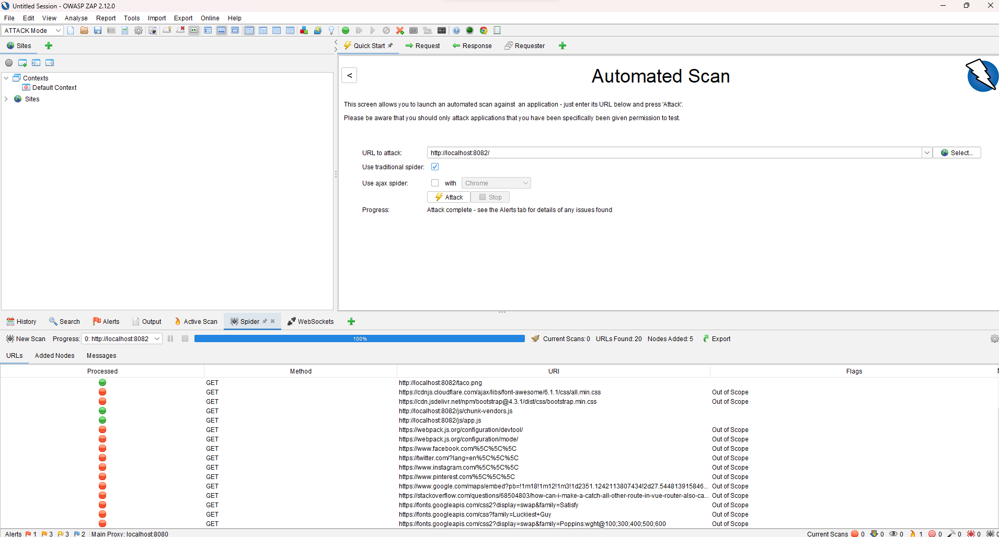 Untitled Session - OWASP ZAP 2.12.0
File Edit View Analyse Report Tools Import Export Online Help
ATTACK Mode
Sites
Quick Start Request Response Requester
Contexts
Default Context
Sites
<
Automated Scan
This screen allows you to launch an automated scan against  an application - just enter its URL below and press 'Attack'.
Please be aware that you should only attack applications that you have been specifically been given permission to test.
URL to attack: http://localhost:8082/ Select...
Use traditional spider:
Use ajax spider: with Chrome
Attack Stop
Progress: Attack complete - see the Alerts tab for details of any issues found
History Search Alerts Output Active Scan Spider WebSockets
New Scan Progress: 0: http://localhost:8082 100% Current Scans: 0 URLs Found: 20 Nodes Added: 5 Export
URLs Added Nodes Messages
Processed Method URI Flags
GET http://localhost:8082/taco.png
GET https://cdnjs.cloudflare.com/ajax/libs/font-awesome/6.1.1/css/all.min.css Out of Scope
GET https://cdn.jsdelivr.net/npm/bootstrap@4.3.1/dist/css/bootstrap.min.css Out of Scope
GET http://localhost:8082/js/chunk-vendors.js
GET http://localhost:8082/js/app.js
GET https://webpack.js.org/configuration/devtool/ Out of Scope
GET https://webpack.js.org/configuration/mode/ Out of Scope
GET https://www.facebook.com/%5C%5C%5C Out of Scope
GET https://twitter.com/?lang=en%5C%5C%5C Out of Scope
GET https://www.instagram.com/%5C%5C%5C Out of Scope
GET https://www.pinterest.com/%5C%5C%5C Out of Scope
GET https://www.google.com/maps/embed?pb=!1m18!1m12!1m3!1d2351.1242113807434!2d27.544813915846... Out of Scope
GET https://stackoverflow.com/questions/68504803/how-can-i-make-a-catch-all-other-route-in-vue-router-also-ca... Out of Scope
GET https://fonts.googleapis.com/css2?display=swap&family=Satisfy Out of Scope
GET https://fonts.googleapis.com/css?family=Luckiest+Guy Out of Scope
GET https://fonts.googleapis.com/css2?display=swap&family=Poppins:wght@100;300;400;500;600 Out of Scope
Alerts 1 3 3 2 Main Proxy: localhost:8080 Current Scans 0 0 0 1 0 0 0 0